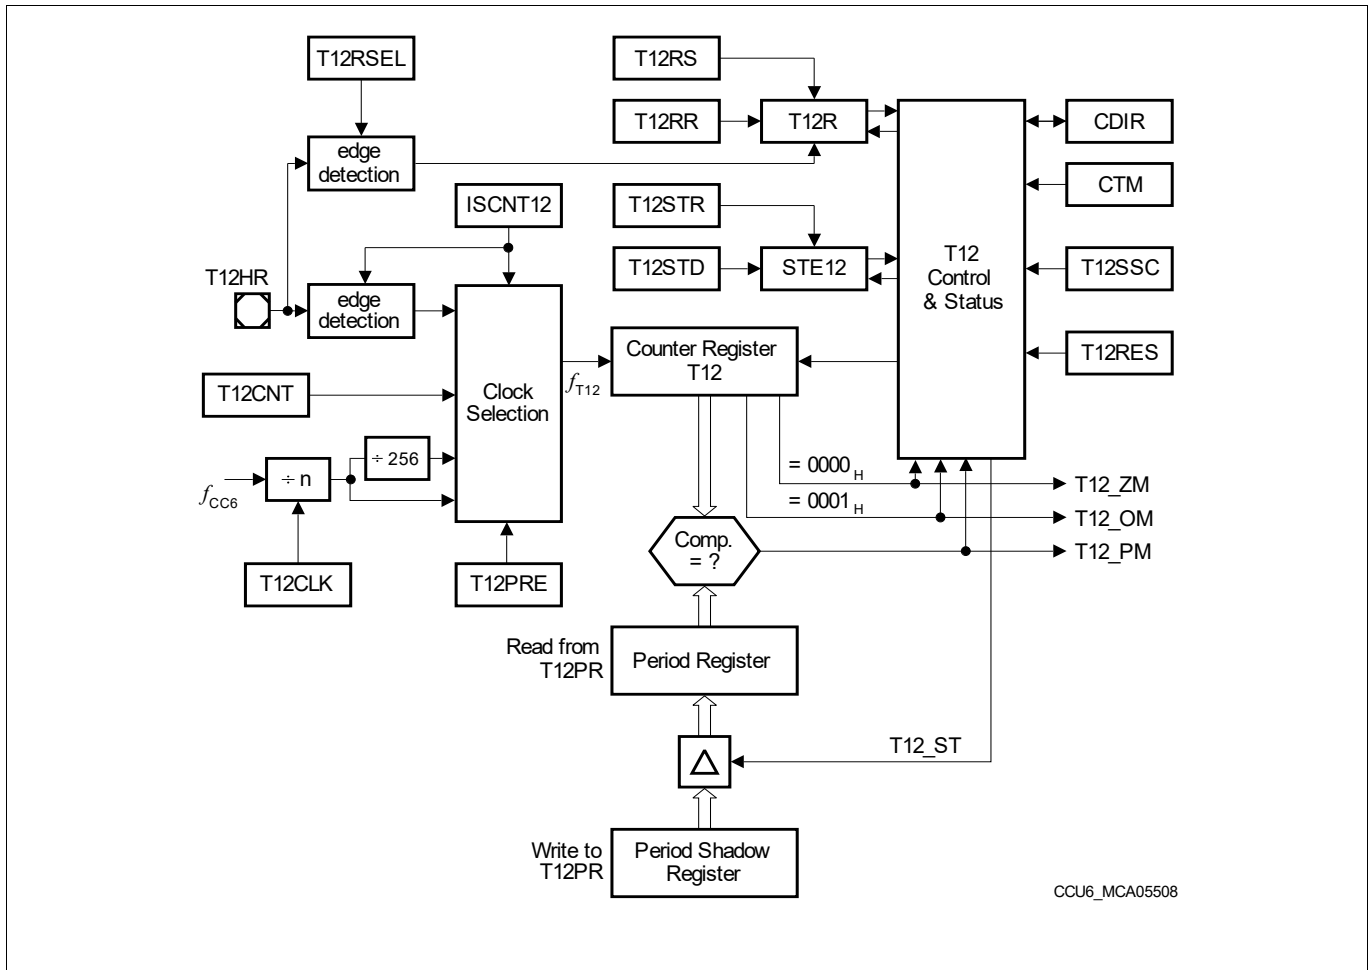 T12RSEL
T12RS
T12RR
T12R
CDIR
edge
detection
CTM
ISCNT12
T12STR
T12STD
STE12
T12
Control
& Status
T12SSC
T12HR
edge
detection
Counter Register
T12
T12RES
T12CNT
Clock
Selection
fT12
÷ 256
÷ n
fCC6
= 0000H
T12_ZM
= 0001H
T12_OM
Comp.
= ?
T12_PM
T12CLK
T12PRE
Read from
T12PR
Period Register
T12_ST
Write to
T12PR
Period Shadow
Register
CCU6_MCA05508